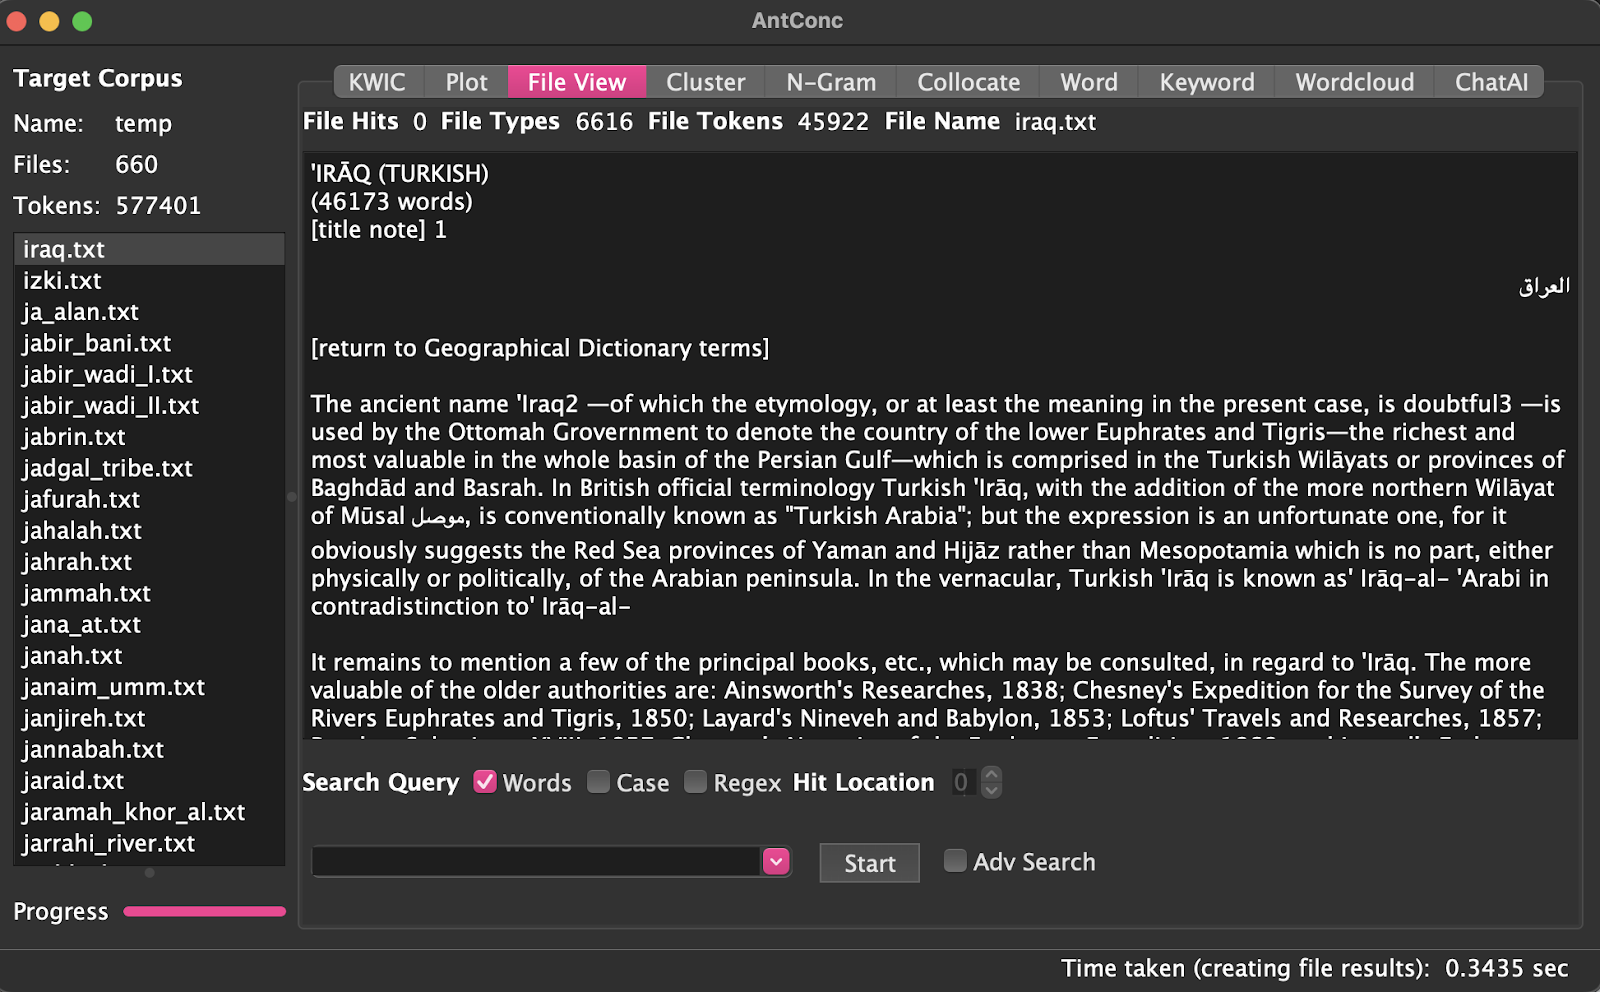 AntConc
Target Corpus
Name: temp
Files: 660
Tokens: 577401
iraq.txt
izki.txt
ja_alan.txt
jabir_bani.txt
jabir_wadi_I.txt
jabir_wadi_II.txt
jabrin.txt
jadgal_tribe.txt
jafurah.txt
jahalah.txt
jahrah.txt
jammah.txt
jana_at.txt
janah.txt
janaim_umm.txt
janjireh.txt
jannabah.txt
jaraid.txt
jaramah_khor_al.txt
jarrahi_river.txt
Progress
KWIC Plot File View Cluster N-Gram Collocate Word Keyword Wordcloud ChatAI
File Hits 0 File Types 6616 File Tokens 45922 File Name iraq.txt
'IRĀQ (TURKISH)
(46173 words)
[title note] 1
العراق
[return to Geographical Dictionary terms]
The ancient name 'Iraq2 —of which the etymology, or at least the meaning in the present case, is doubtful3 —is
used by the Ottomah Grovernment to denote the country of the lower Euphrates and Tigris—the richest and
most valuable in the whole basin of the Persian Gulf—which is comprised in the Turkish Wilāyats or provinces of
Baghdād and Basrah. In British official terminology Turkish 'Irāq, with the addition of the more northern Wilāyat
of Mūsal موصل, is conventionally known as "Turkish Arabia"; but the expression is an unfortunate one, for it
obviously suggests the Red Sea provinces of Yaman and Hijāz rather than Mesopotamia which is no part, either
physically or politically, of the Arabian peninsula. In the vernacular, Turkish 'Irāq is known as' Irāq-al- 'Arabi in
contradistinction to' Irāq-al-
It remains to mention a few of the principal books, etc., which may be consulted, in regard to 'Irāq. The more
valuable of the older authorities are: Ainsworth's Researches, 1838; Chesney's Expedition for the Survey of the
Rivers Euphrates and Tigris, 1850; Layard's Nineveh and Babylon, 1853; Loftus' Travels and Researches, 1857;
Search Query Words Case Regex Hit Location 0
Start Adv Search
Time taken (creating file results): 0.3435 sec